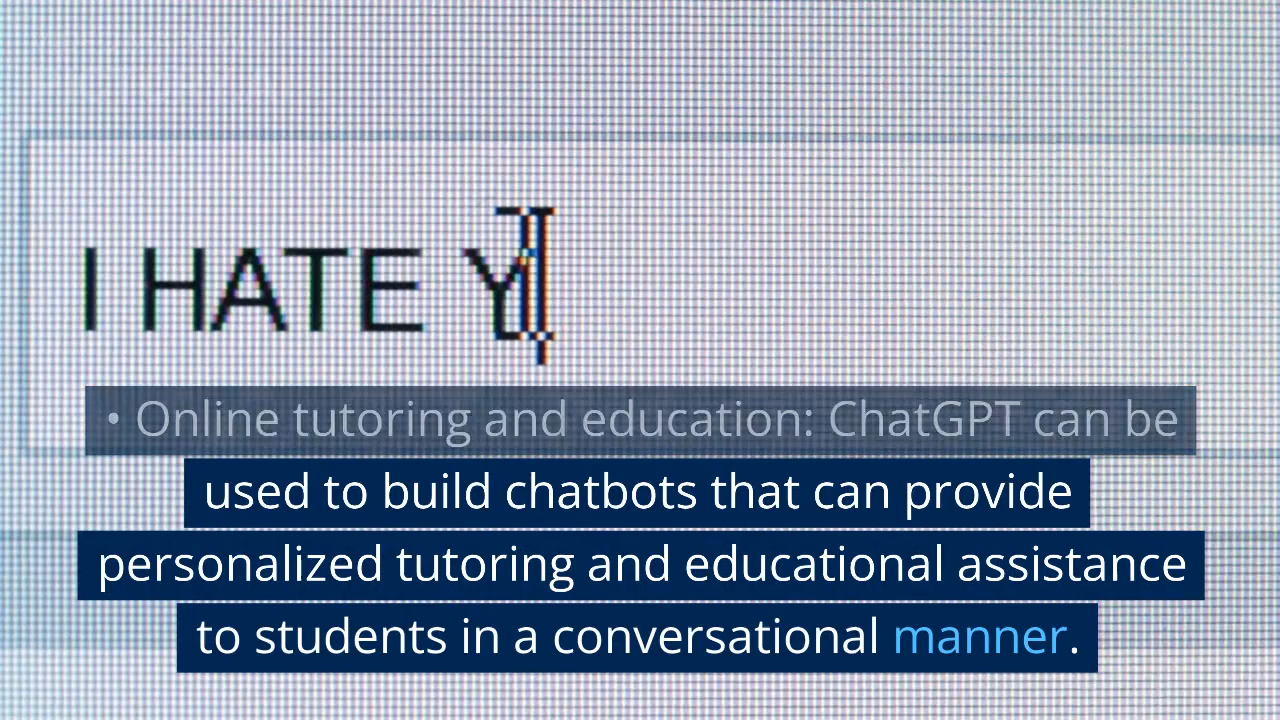 I HATE Y
• Online tutoring and education: ChatGPT can be
used to build chatbots that can provide
personalized tutoring and educational assistance
to students in a conversational manner.